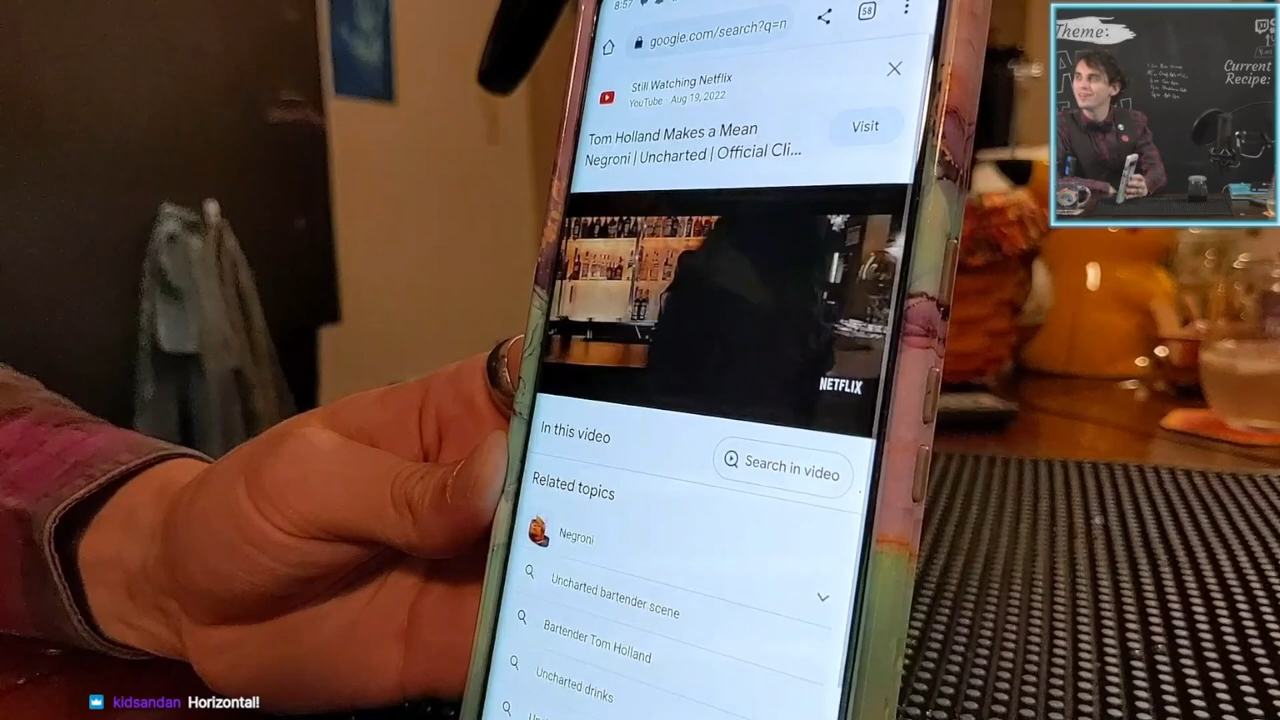 8:57
58
google.com/search?q=n
Still Watching Netflix
YouTube · Aug 19, 2022
Tom Holland Makes a Mean
Negroni | Uncharted | Official Cli...
Visit
NETFLIX
In this video
Search in video
Related topics
Negroni
Uncharted bartender scene
Bartender Tom Holland
Uncharted drinks
Theme:
Current
Recipe:
kidsandan Horizontal!